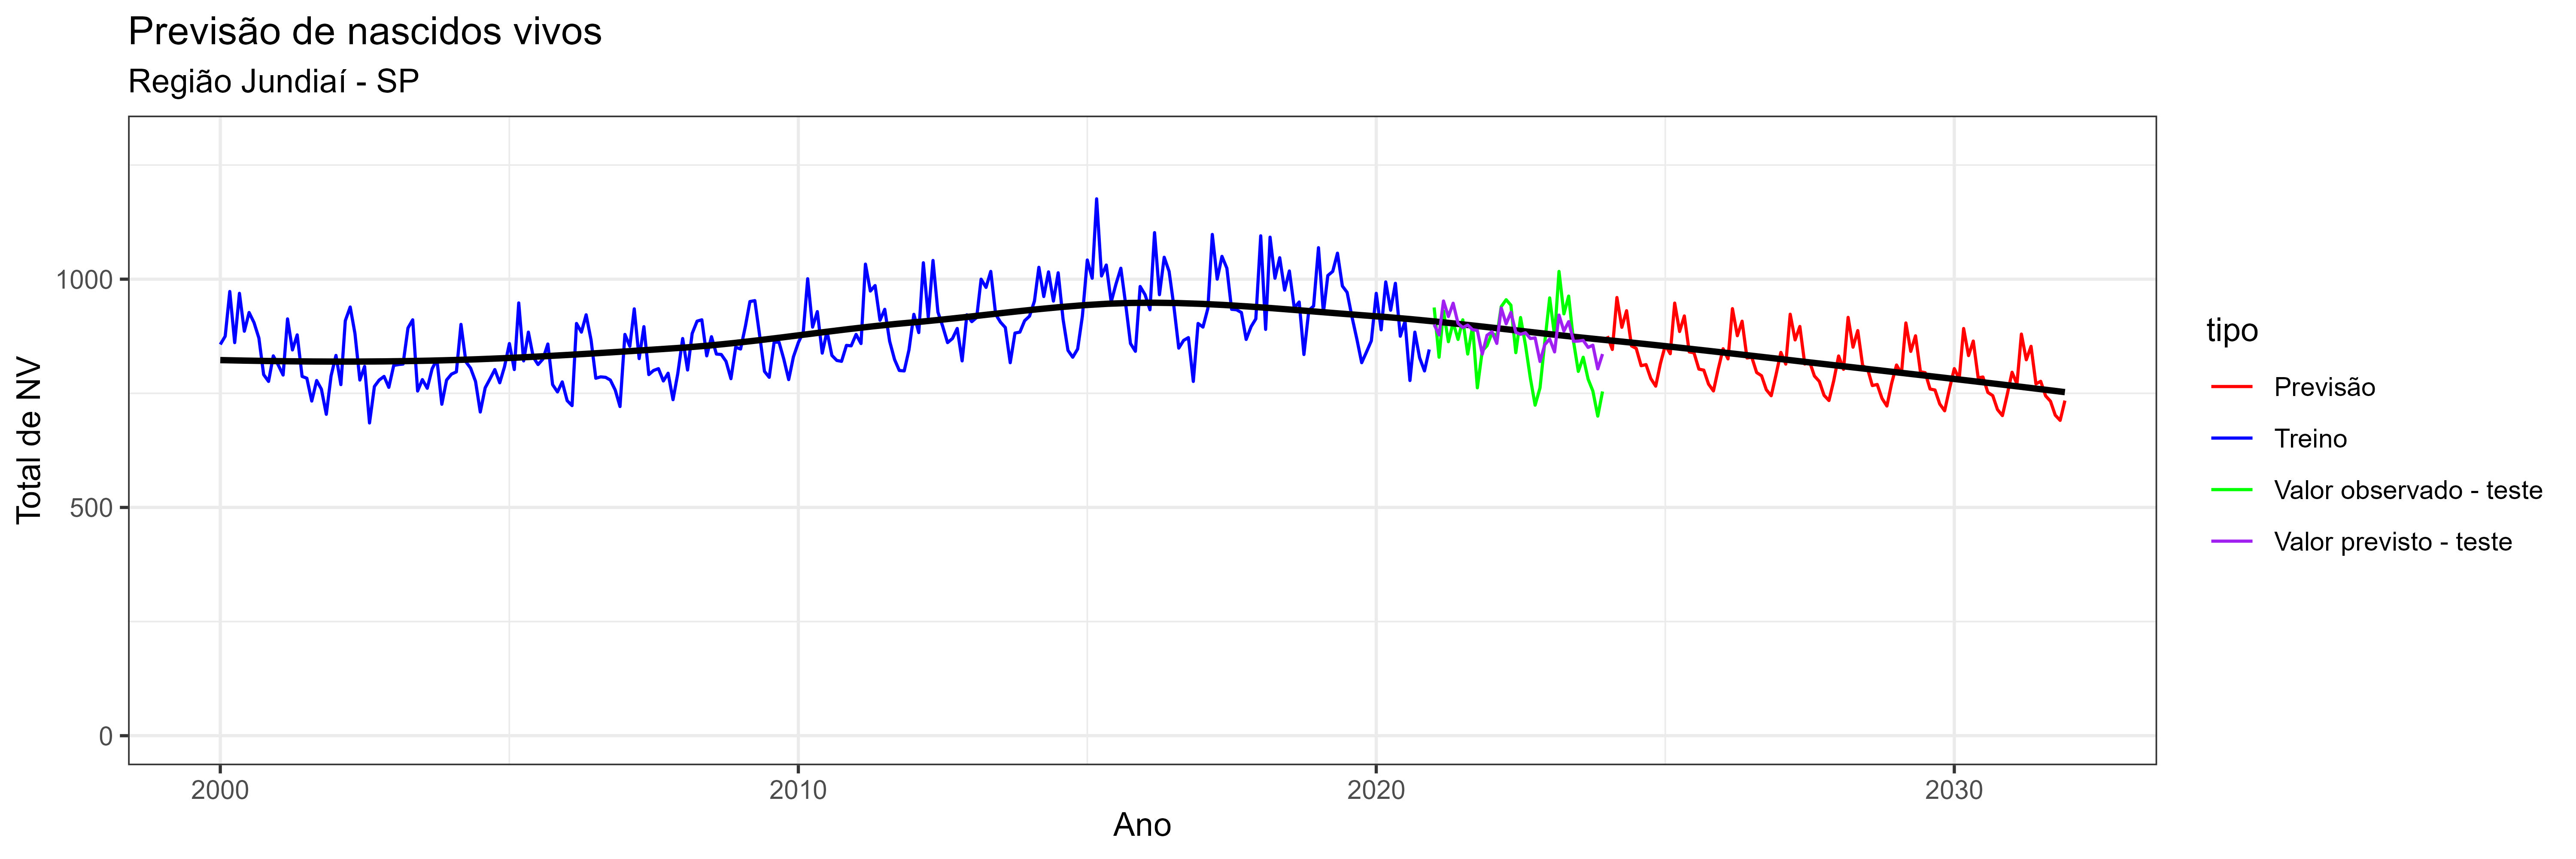 Previsão de nascidos vivos
Região Jundiaí - SP
Total de NV
1000
500
0
2000
2010
2020
2030
Ano
tipo
Previsão
Treino
Valor observado - teste
Valor previsto - teste